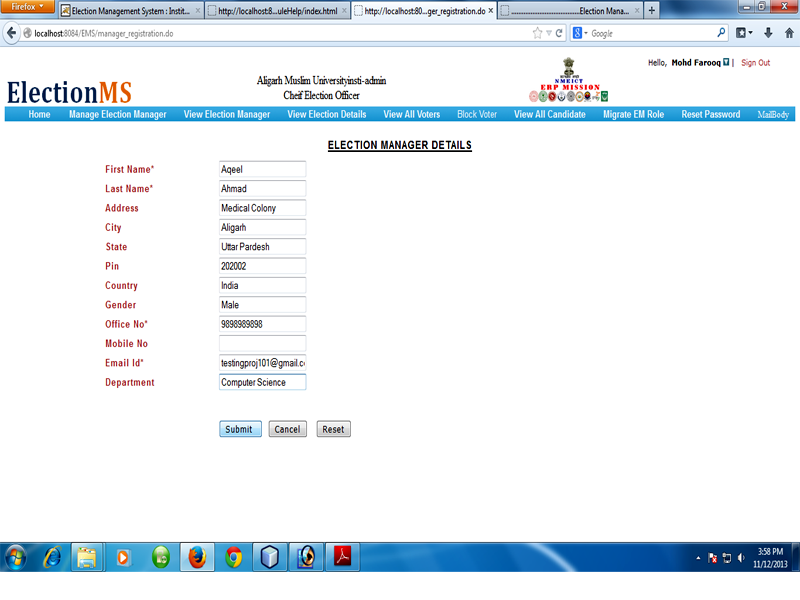 Firefox
Election Management System : Instit...
http://localhost:8...uleHelp/index.html
http://localhost:80...ger_registration.do
...............................Election Mana...
localhost:8084/EMS/manager_registration.do
Google
Hello, Mohd Farooq | Sign Out
Aligarh Muslim Universityinsti-admin
Cheif Election Officer
ElectionMS
NMEICT
ERP MISSION
Home Manage Election Manager View Election Manager View Election Details View All Voters Block Voter View All Candidate Migrate EM Role Reset Password MailBody
ELECTION MANAGER DETAILS
First Name* Aqeel
Last Name* Ahmad
Address Medical Colony
City Aligarh
State Uttar Pardesh
Pin 202002
Country India
Gender Male
Office No* 9898989898
Mobile No
Email Id* testingproj101@gmail.c
Department Computer Science
Submit Cancel Reset
3:58 PM
11/12/2013